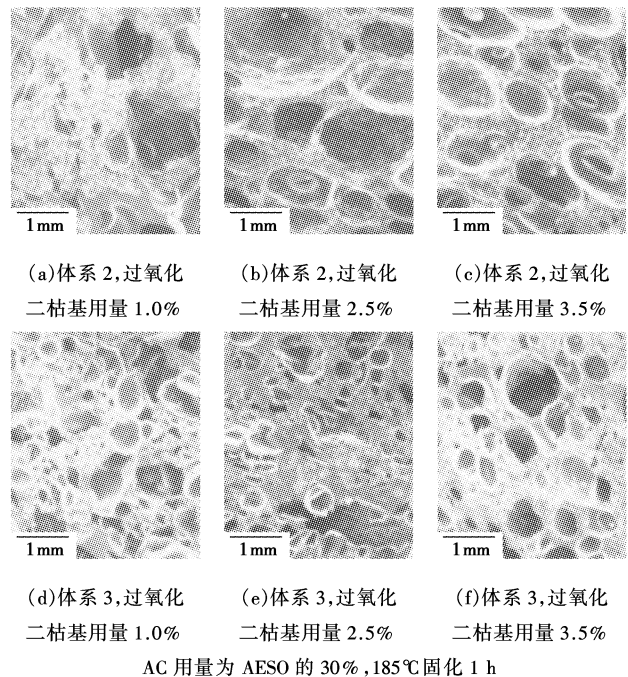 1mm 1mm 1mm
(a)体系 2,过氧化 (b)体系 2,过氧化 (c)体系 2,过氧化
二枯基用量 1.0% 二枯基用量 2.5% 二枯基用量 3.5%
1mm 1mm 1mm
(d)体系 3,过氧化 (e)体系 3,过氧化 (f)体系 3,过氧化
二枯基用量 1.0% 二枯基用量 2.5% 二枯基用量 3.5%
AC 用量为 AESO 的 30%,185℃固化 1 h